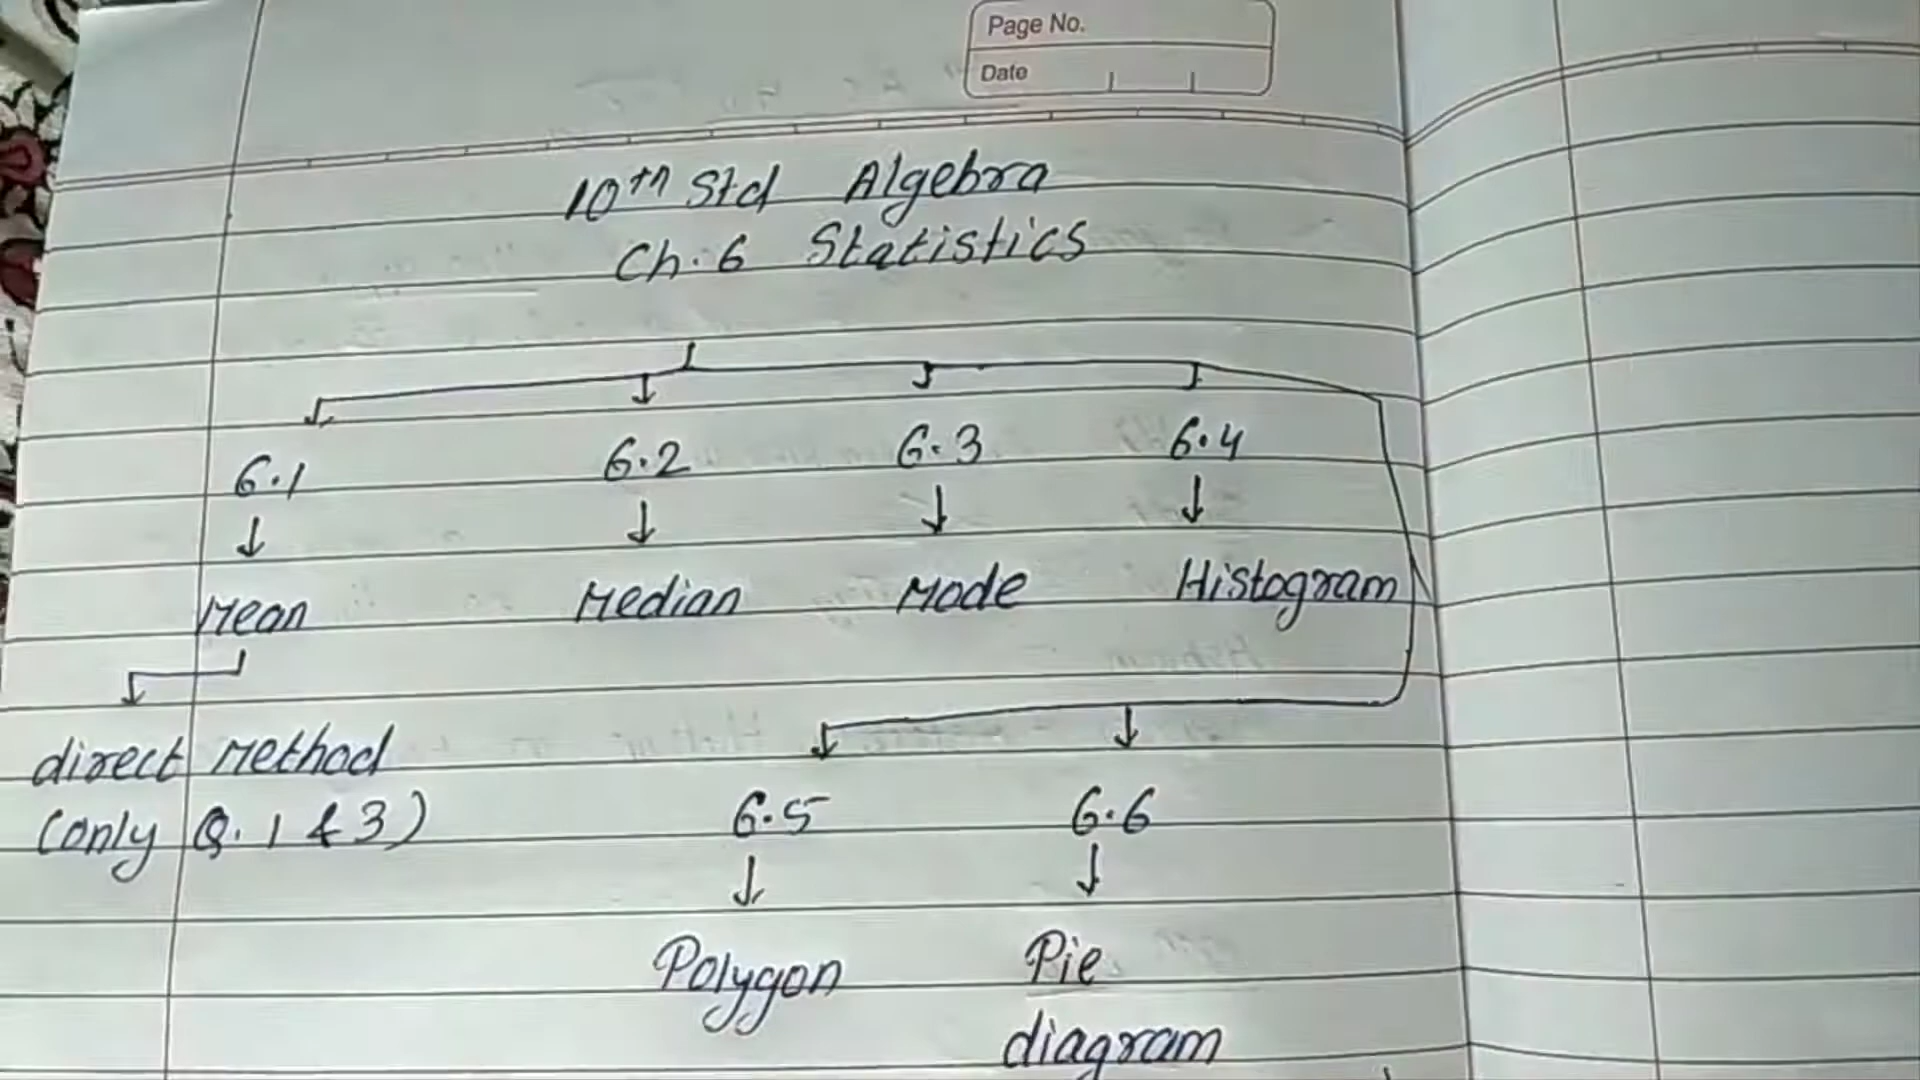 Page No.
Date
10th Std Algebra
Ch. 6 Statistics
6.1 6.2 6.3 6.4
Mean Median Mode Histogram
direct Method
(only Q. 1 & 3)
6.5 6.6
Polygon Pie
diagram